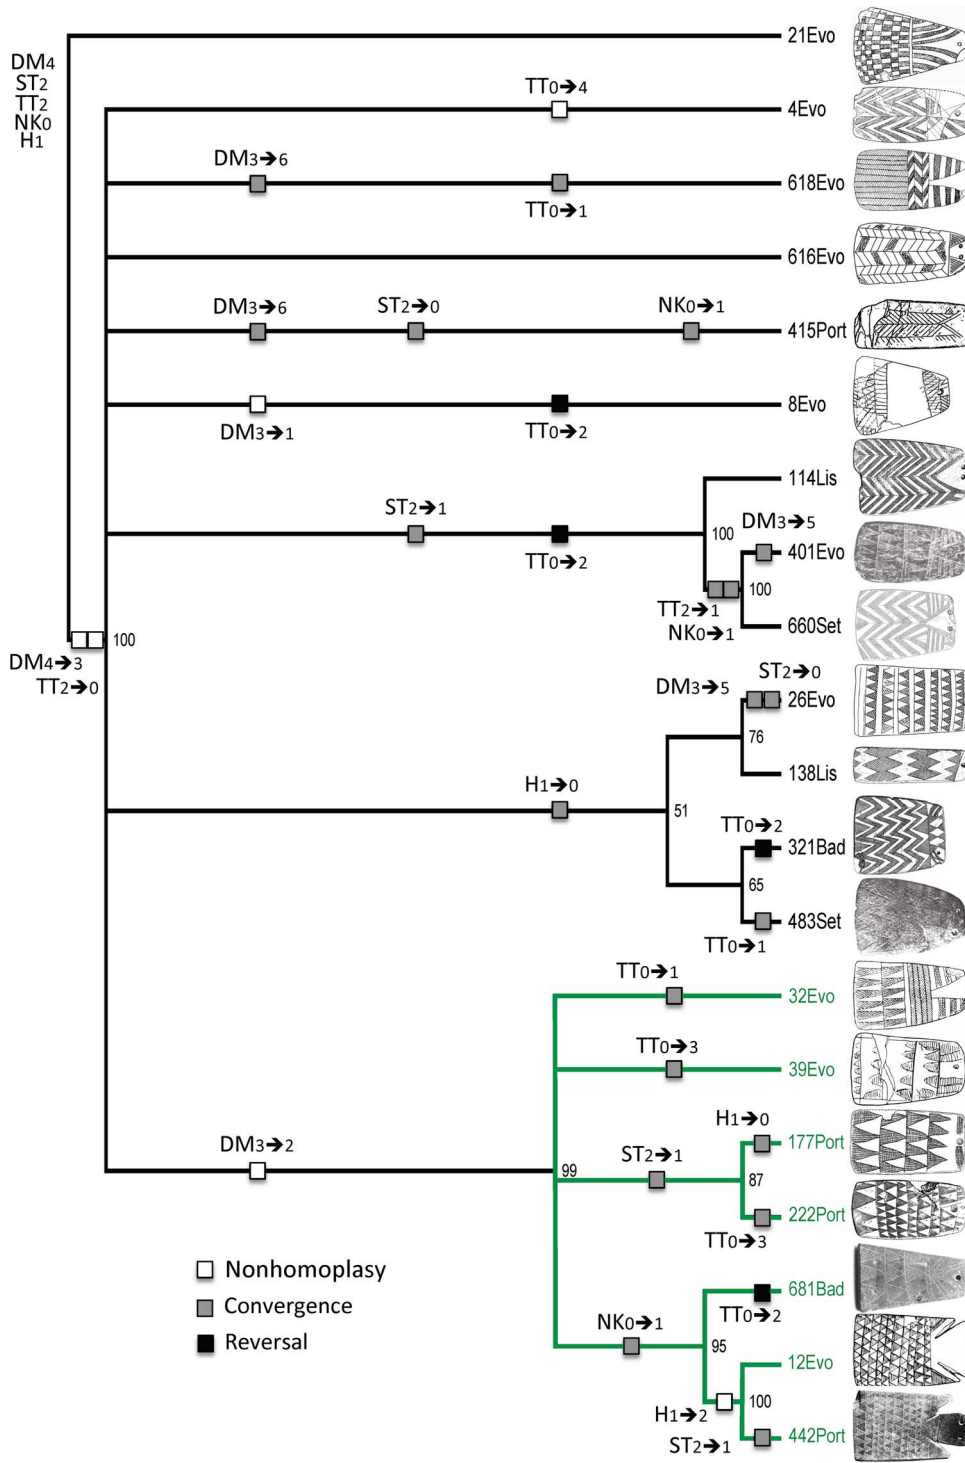 21Evo
DM4
ST2
TT2
NK0
H1
TT0➔4
4Evo
DM3➔6
618Evo
TT0➔1
616Evo
DM3➔6
ST2➔0
NK0➔1
415Port
8Evo
DM3➔1
TT0➔2
114Lis
ST2➔1
DM3➔5
100
401Evo
TT0➔2
100
TT2➔1
NK0➔1
660Set
100
DM4➔3
TT2➔0
ST2➔0
DM3➔5
26Evo
76
138Lis
H1➔0
51
TT0➔2
321Bad
65
483Set
TT0➔1
TT0➔1
32Evo
TT0➔3
39Evo
H1➔0
177Port
DM3➔2
ST2➔1
99
87
222Port
TT0➔3
Nonhomoplasy
Convergence
Reversal
681Bad
TT0➔2
NK0➔1
95
12Evo
100
H1➔2
ST2➔1
442Port